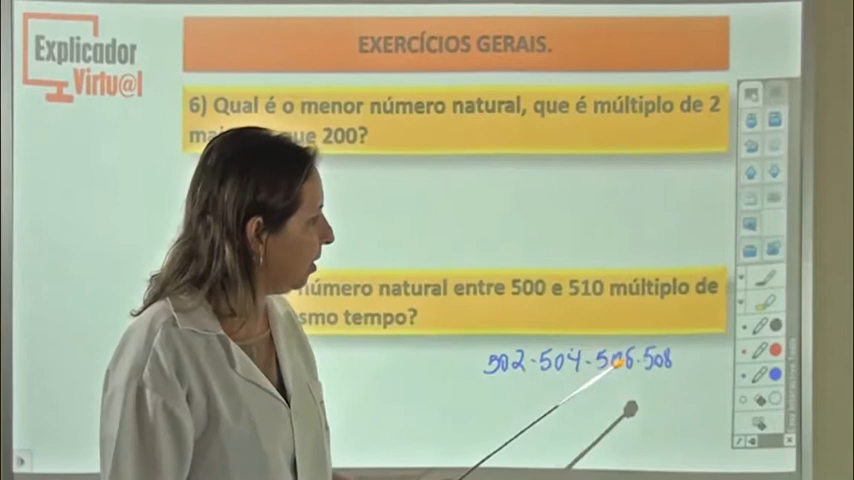 Explicador
Virtu@l
EXERCÍCIOS GERAIS.
6) Qual é o menor número natural, que é múltiplo de 2
que 200?
número natural entre 500 e 510 múltiplo de
smo tempo?
502 - 504 - 506 - 508